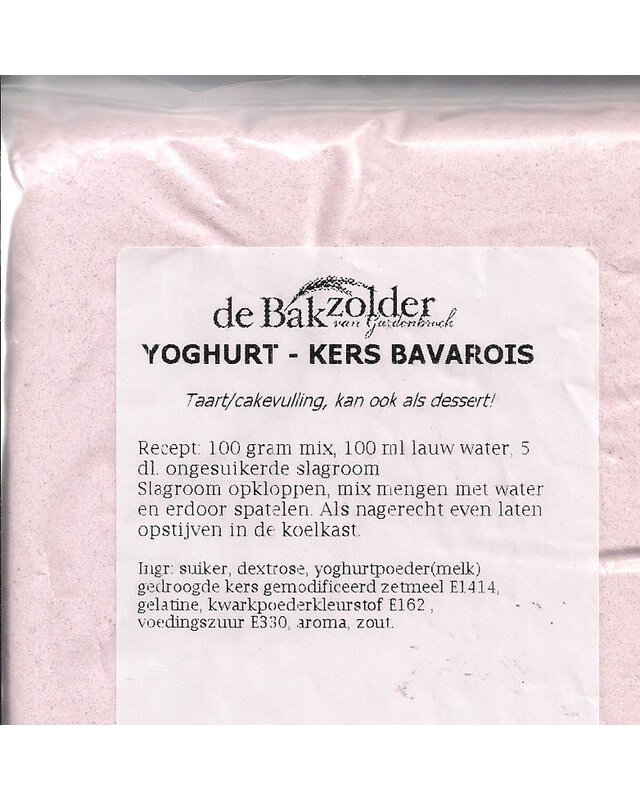 de Bakzolder
van Gardenbroek
YOGHURT - KERS BAVAROIS
Taart/cakevulling, kan ook als dessert!
Recept: 100 gram mix, 100 ml lauw water, 5
dl. ongesuikerde slagroom
Slagroom opkloppen, mix mengen met water
en erdoor spatelen. Als nagerecht even laten
opstijven in de koelkast.
Ingr: suiker, dextrose, yoghurtpoeder(melk)
gedroogde kers gemodificeerd zetmeel E1414,
gelatine, kwarkpoederkleurstof E162 ,
voedingszuur E330, aroma, zout.